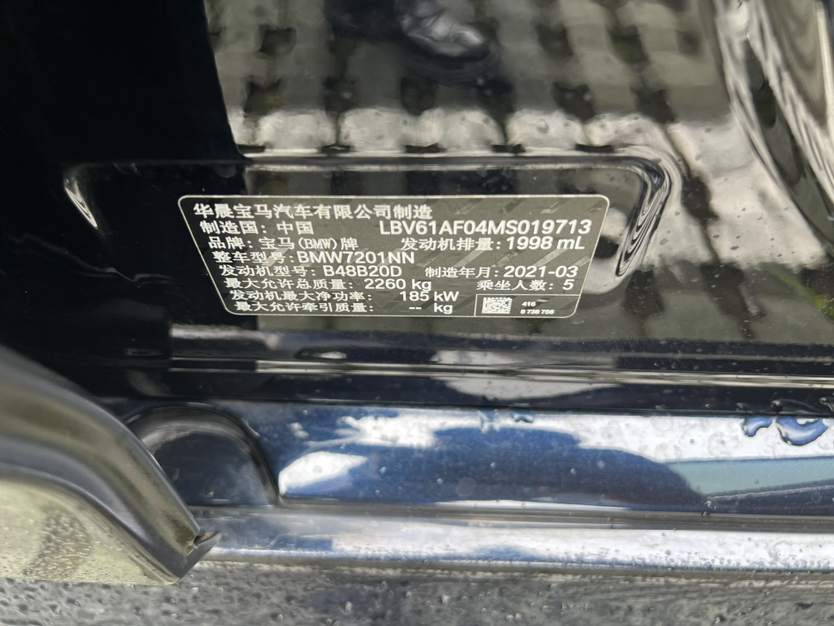 华晨宝马汽车有限公司制造
制造国: 中国 LBV61AF04MS019713
品牌: 宝马(BMW)牌 发动机排量: 1998 mL
整车型号: BMW7201NN
发动机型号: B48B20D 制造年月: 2021-03
最大允许总质量: 2260 kg 乘坐人数: 5
发动机最大净功率: 185 kW
最大允许牵引质量: -- kg
416